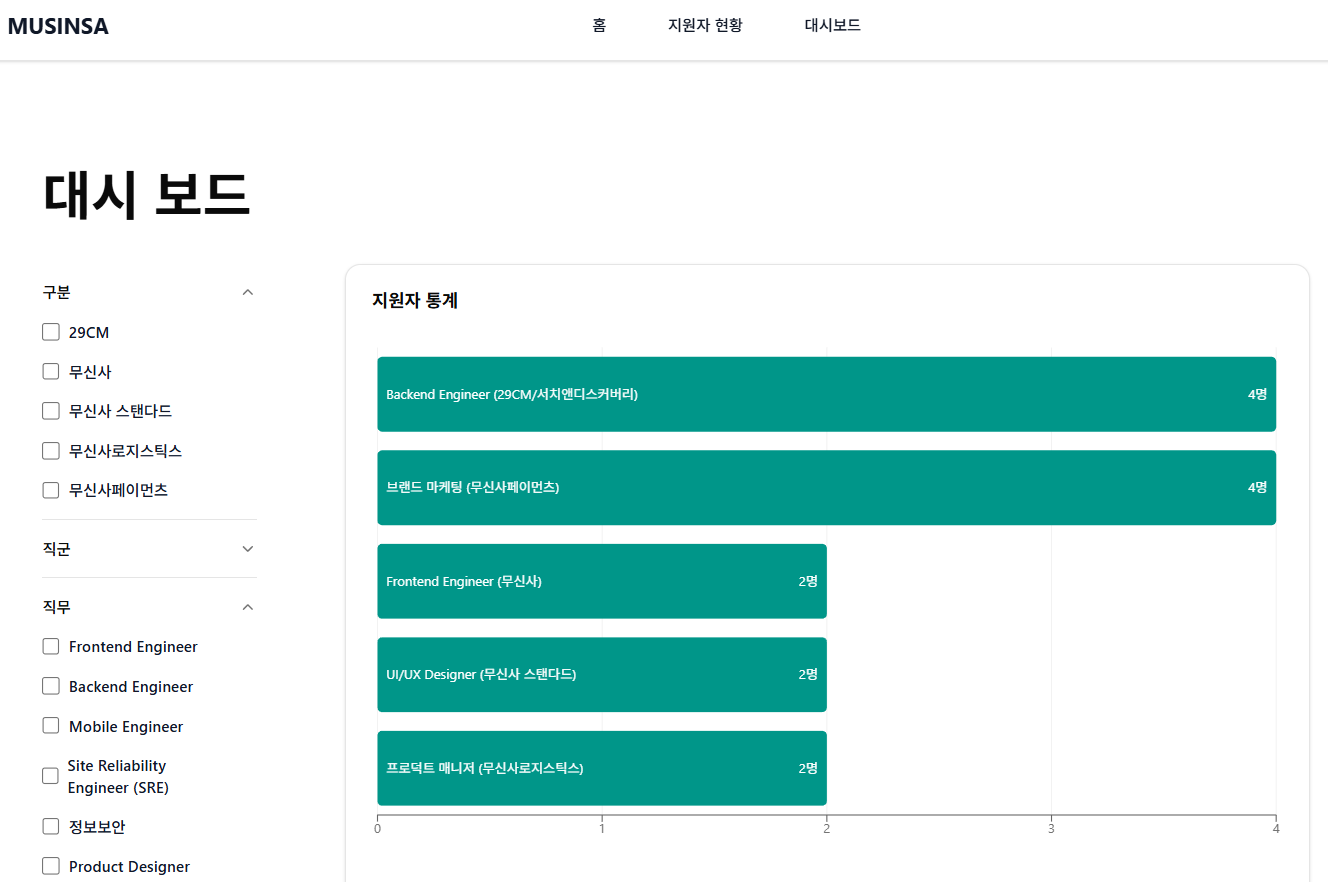 MUSINSA
홈
지원자 현황
대시보드
대시 보드
구분
29CM
무신사
무신사 스탠다드
무신사로지스틱스
무신사페이먼츠
직군
직무
Frontend Engineer
Backend Engineer
Mobile Engineer
Site Reliability
Engineer (SRE)
정보보안
Product Designer
지원자 통계
Backend Engineer (29CM/서치앤디스커버리) 4명
브랜드 마케팅 (무신사페이먼츠) 4명
Frontend Engineer (무신사) 2명
UI/UX Designer (무신사 스탠다드) 2명
프로덕트 매니저 (무신사로지스틱스) 2명
0 1 2 3 4